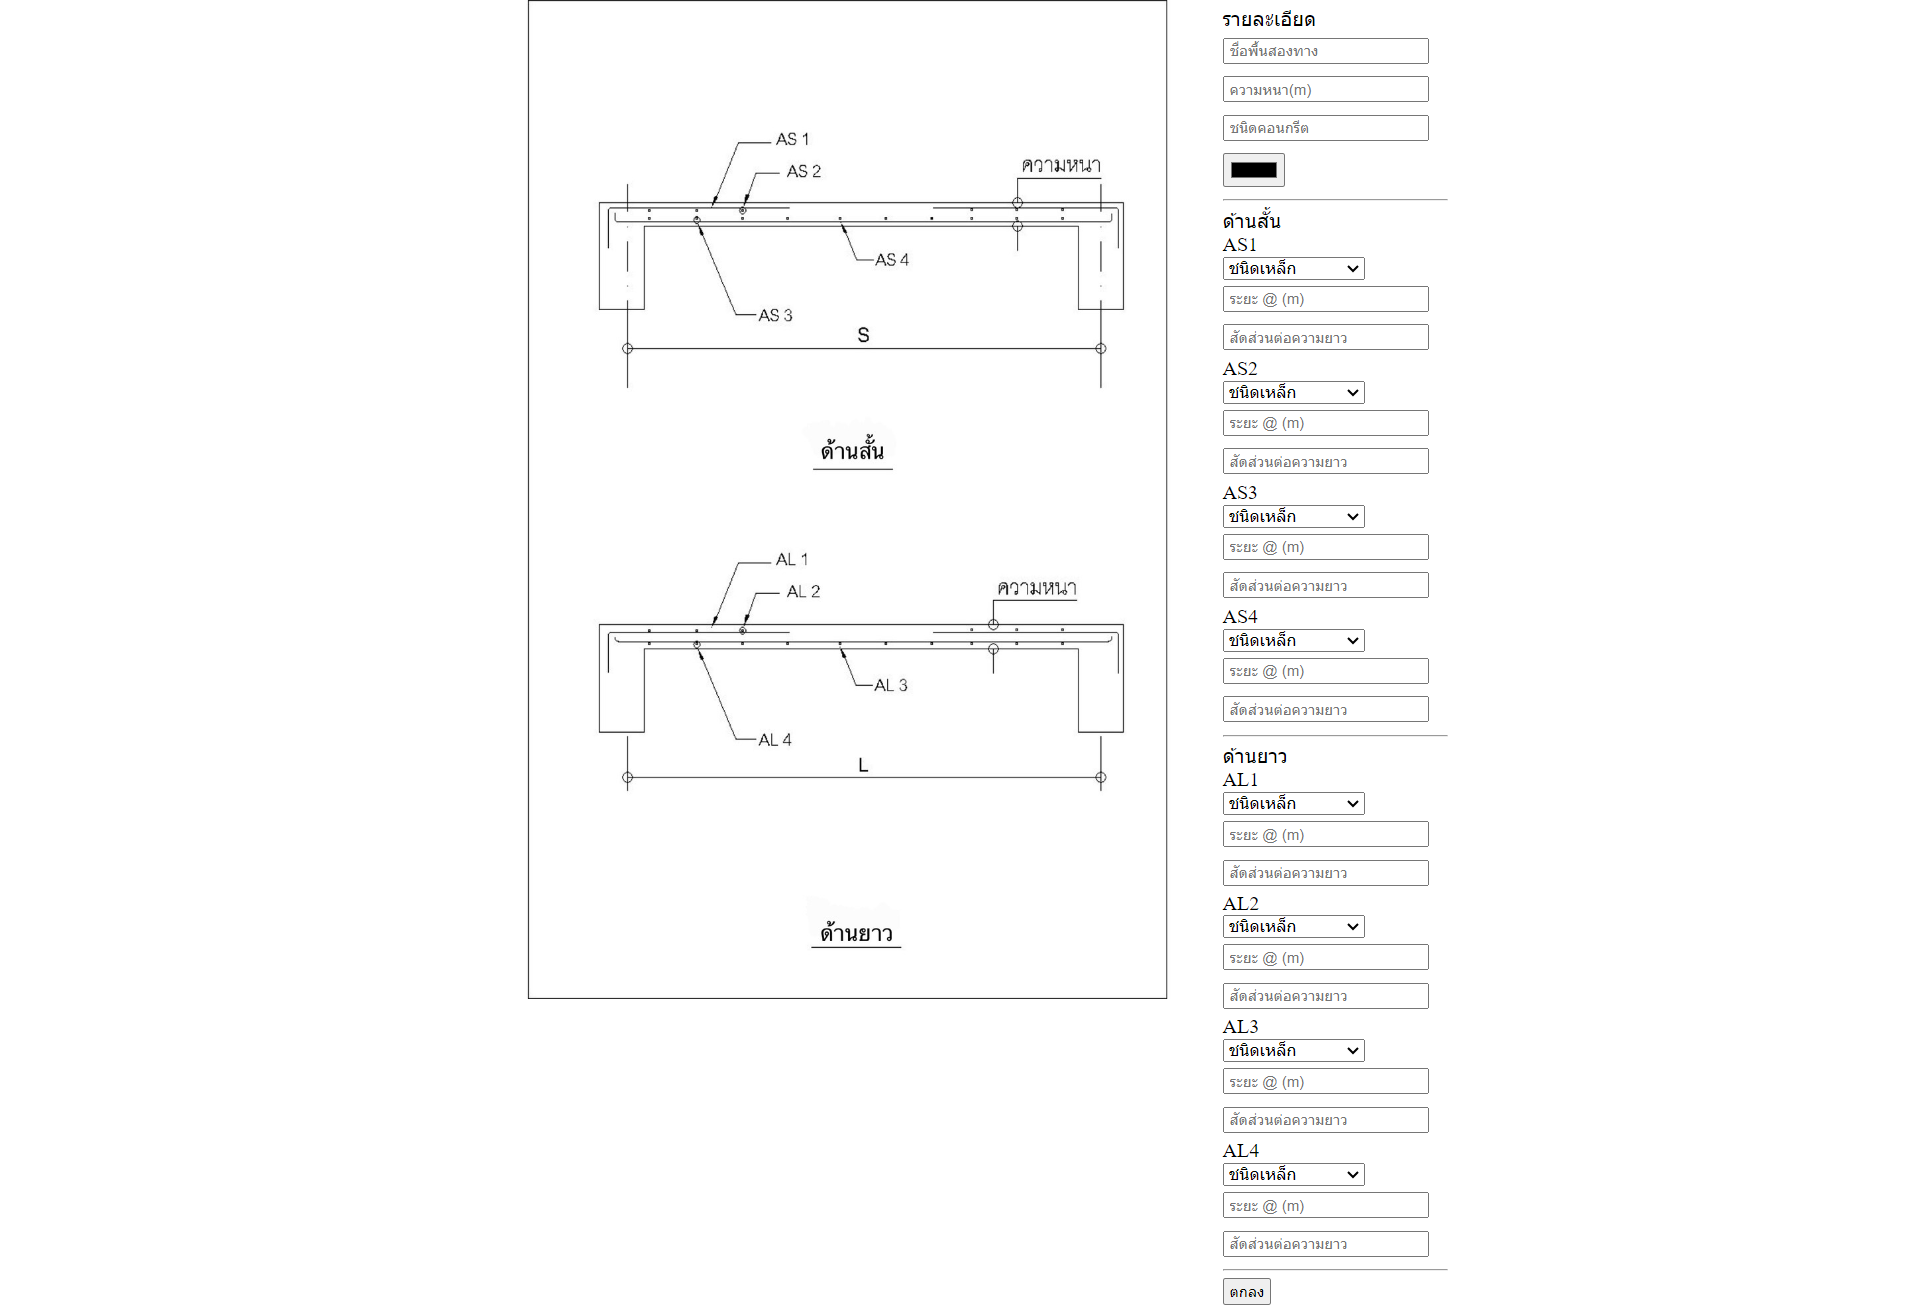 AS 1
AS 2
ความหนา
AS 4
AS 3
S
ด้านสั้น
AL 1
AL 2
ความหนา
AL 3
AL 4
L
ด้านยาว
รายละเอียด
ชื่อพื้นสองทาง
ความหนา(m)
ชนิดคอนกรีต
ด้านสั้น
AS1
ชนิดเหล็ก
ระยะ @ (m)
สัดส่วนต่อความยาว
AS2
ชนิดเหล็ก
ระยะ @ (m)
สัดส่วนต่อความยาว
AS3
ชนิดเหล็ก
ระยะ @ (m)
สัดส่วนต่อความยาว
AS4
ชนิดเหล็ก
ระยะ @ (m)
สัดส่วนต่อความยาว
ด้านยาว
AL1
ชนิดเหล็ก
ระยะ @ (m)
สัดส่วนต่อความยาว
AL2
ชนิดเหล็ก
ระยะ @ (m)
สัดส่วนต่อความยาว
AL3
ชนิดเหล็ก
ระยะ @ (m)
สัดส่วนต่อความยาว
AL4
ชนิดเหล็ก
ระยะ @ (m)
สัดส่วนต่อความยาว
ตกลง